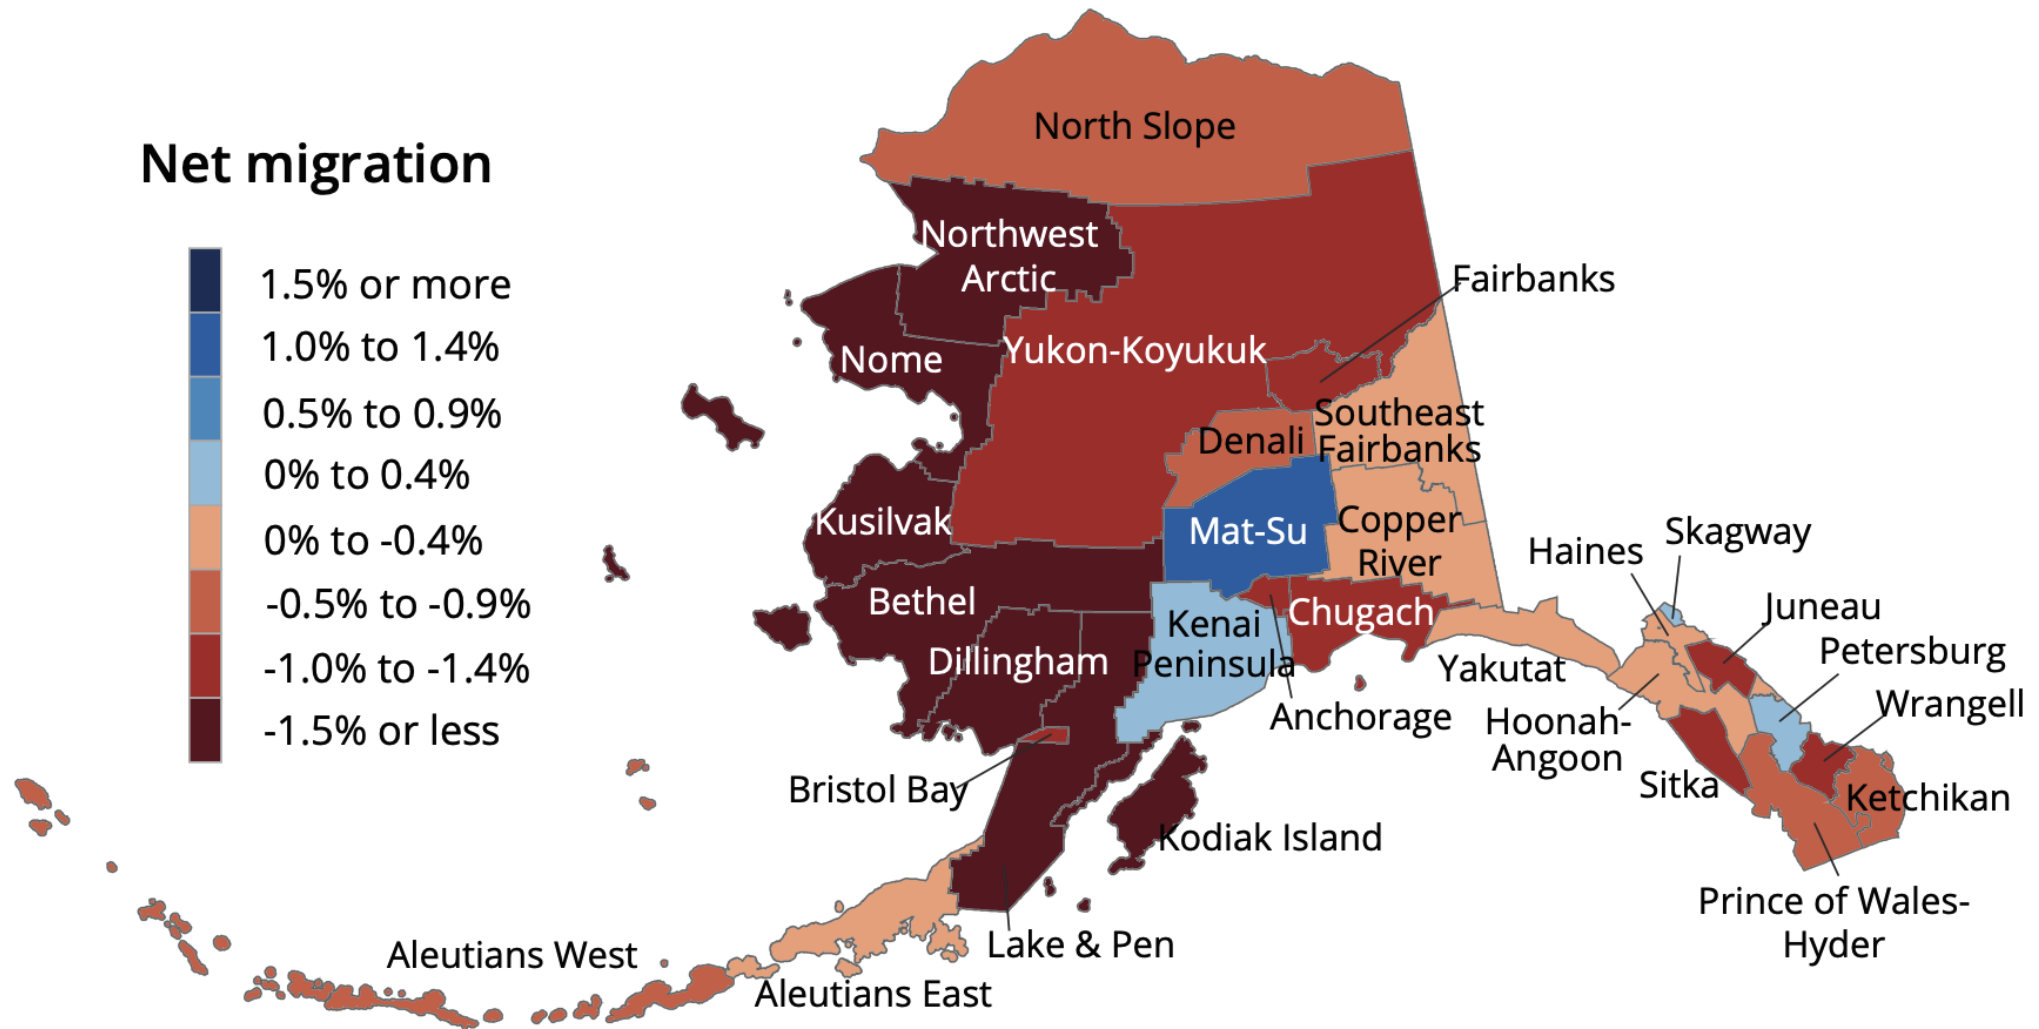 Net migration
1.5% or more
1.0% to 1.4%
0.5% to 0.9%
0% to 0.4%
0% to -0.4%
-0.5% to -0.9%
-1.0% to -1.4%
-1.5% or less
North Slope
Northwest
Arctic
Fairbanks
Nome
Yukon-Koyukuk
Southeast
Fairbanks
Denali
Kusilvak
Mat-Su
Copper
River
Skagway
Haines
Bethel
Kenai
Peninsula
Chugach
Juneau
Petersburg
Dillingham
Yakutat
Wrangell
Anchorage
Hoonah-
Angoon
Bristol Bay
Sitka
Ketchikan
Kodiak Island
Prince of Wales-
Hyder
Lake & Pen
Aleutians West
Aleutians East